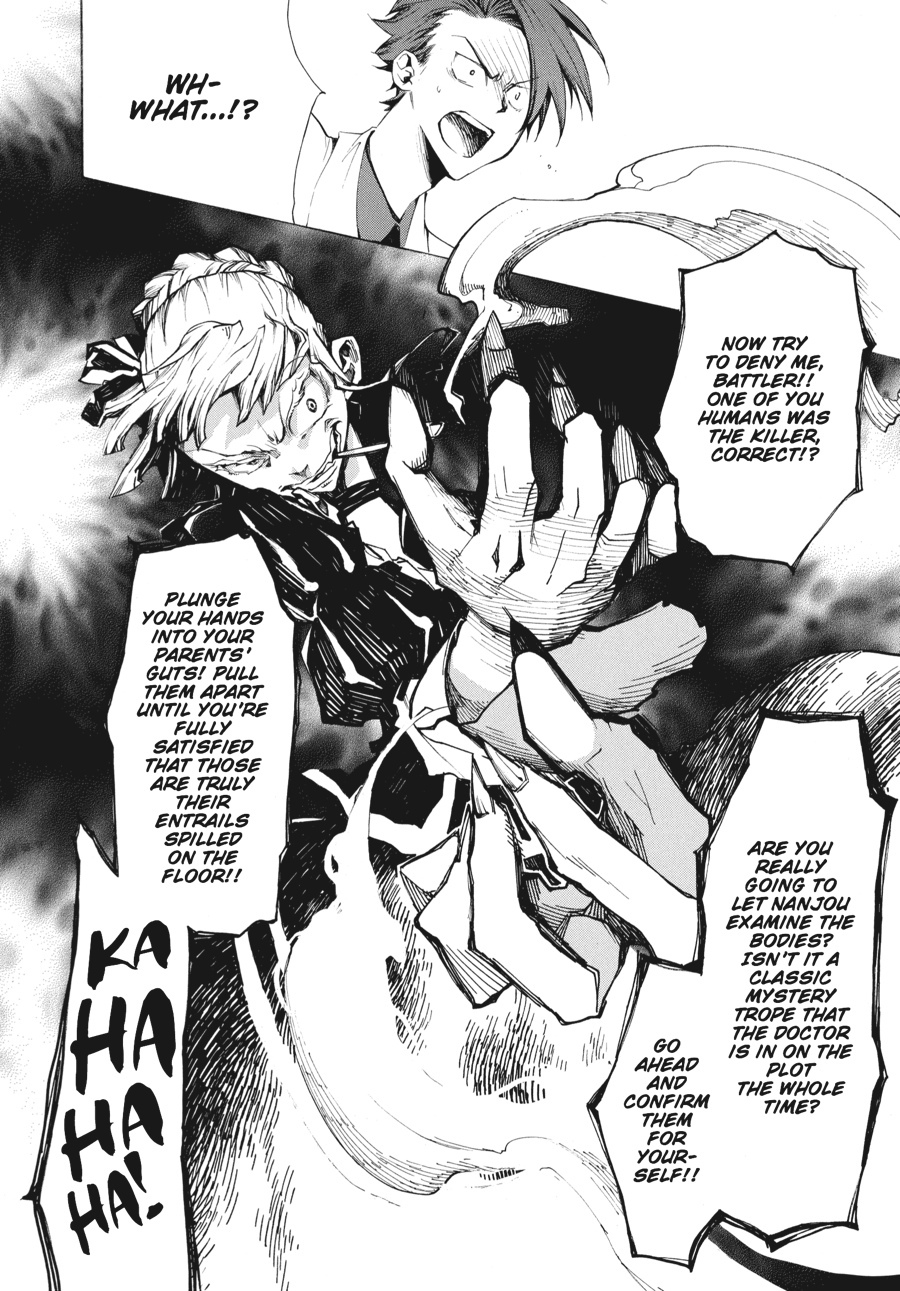 WH-
WHAT...!?
NOW TRY
TO DENY ME,
BATTLER!!
ONE OF YOU
HUMANS WAS
THE KILLER,
CORRECT!?
ARE YOU
REALLY
GOING TO
LET NANJOU
EXAMINE THE
BODIES?
ISN'T IT A
CLASSIC
MYSTERY
TROPE THAT
THE DOCTOR
IS IN ON THE
PLOT
THE WHOLE
TIME?
GO
AHEAD
AND
CONFIRM
THEM
FOR
YOUR-
SELF!!
PLUNGE
YOUR HANDS
INTO YOUR
PARENTS'
GUTS! PULL
THEM APART
UNTIL YOU'RE
FULLY
SATISFIED
THAT THOSE
ARE TRULY
THEIR
ENTRAILS
SPILLED
ON THE
FLOOR!!
KA
HA
HA
HA!